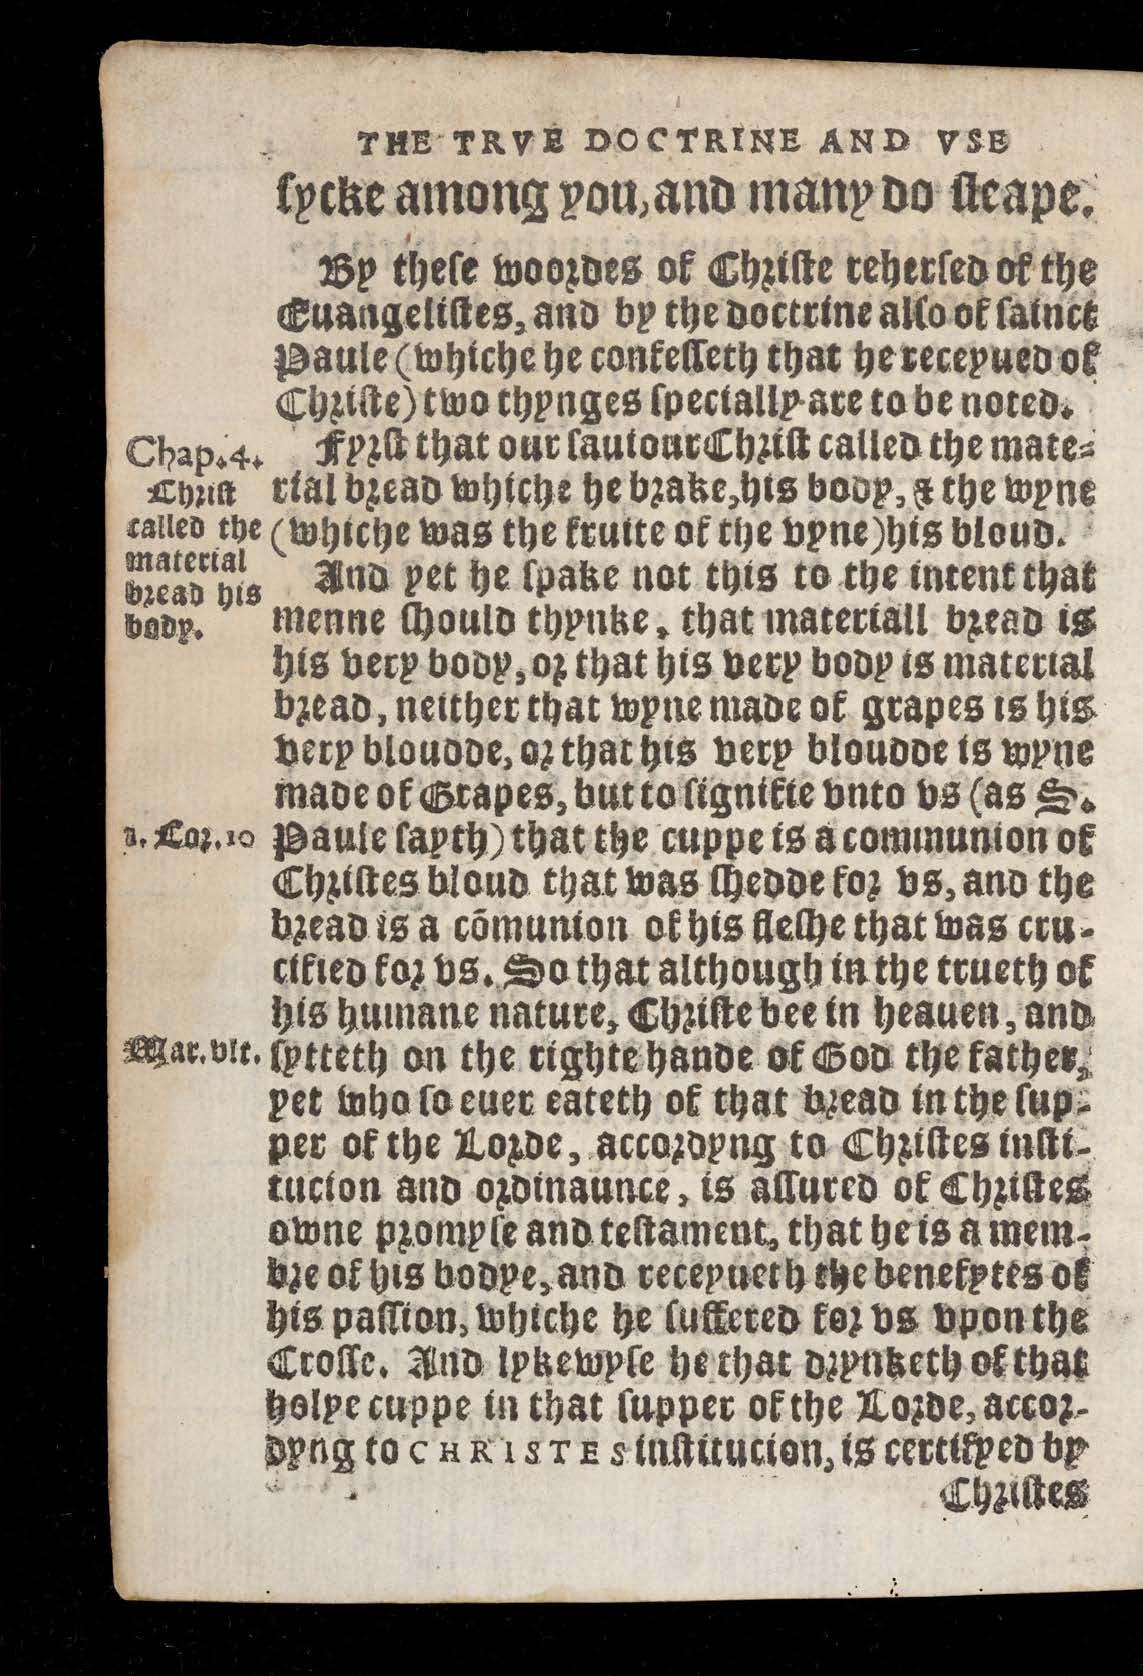 THE TRVE DOCTRINE AND VSE
ſycke among you, and many do ſleape.
By theſe woordes of Chriſte reherſed of the
Euangeliſtes, and by the doctrine alſo of ſainct
Paule (whiche he confeſſeth that he receyued of
Chriſte) two thynges ſpecially are to be noted.
Chap.4.
Chriſt
called the
material
bread his
body.
Fyrſt that our ſauiour Chriſt called the mate-
rial bread whiche he brake, his body, & the wyne
(whiche was the fruite of the vyne) his bloud.
And yet he ſpake not this to the intent that
menne ſhould thynke, that materiall bread is
his very body, or that his very body is material
bread, neither that wyne made of grapes is his
very bloudde, or that his very bloudde is wyne
made of Grapes, but to ſignifie vnto vs (as S.
1. Cor. 10
Paule ſayth) that the cuppe is a communion of
Chriſtes bloud that was ſhedde for vs, and the
bread is a cōmunion of his fleſhe that was cru-
cified for vs. So that although in the trueth of
his humane nature, Chriſte bee in heauen, and
Mar. vlt.
ſytteth on the righte hande of God the father,
yet who ſo euer eateth of that bread in the ſup-
per of the Lorde, accordyng to Chriſtes inſti-
tucion and ordinaunce, is aſſured of Chriſtes
owne promyſe and teſtament, that he is a mem-
bre of his bodye, and receyueth the benefytes of
his paſſion, whiche he ſuffered for vs vpon the
Croſſe. And lykewyſe he that drynketh of that
holye cuppe in that ſupper of the Lorde, accor-
dyng to CHRISTES inſtitucion, is certifyed by
Chriſtes